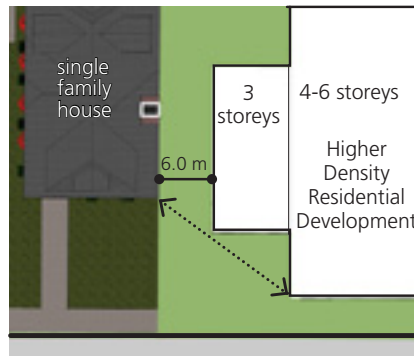 single
family
house
3
storeys
4-6 storeys
Higher
Density
Residential
Development
6.0 m